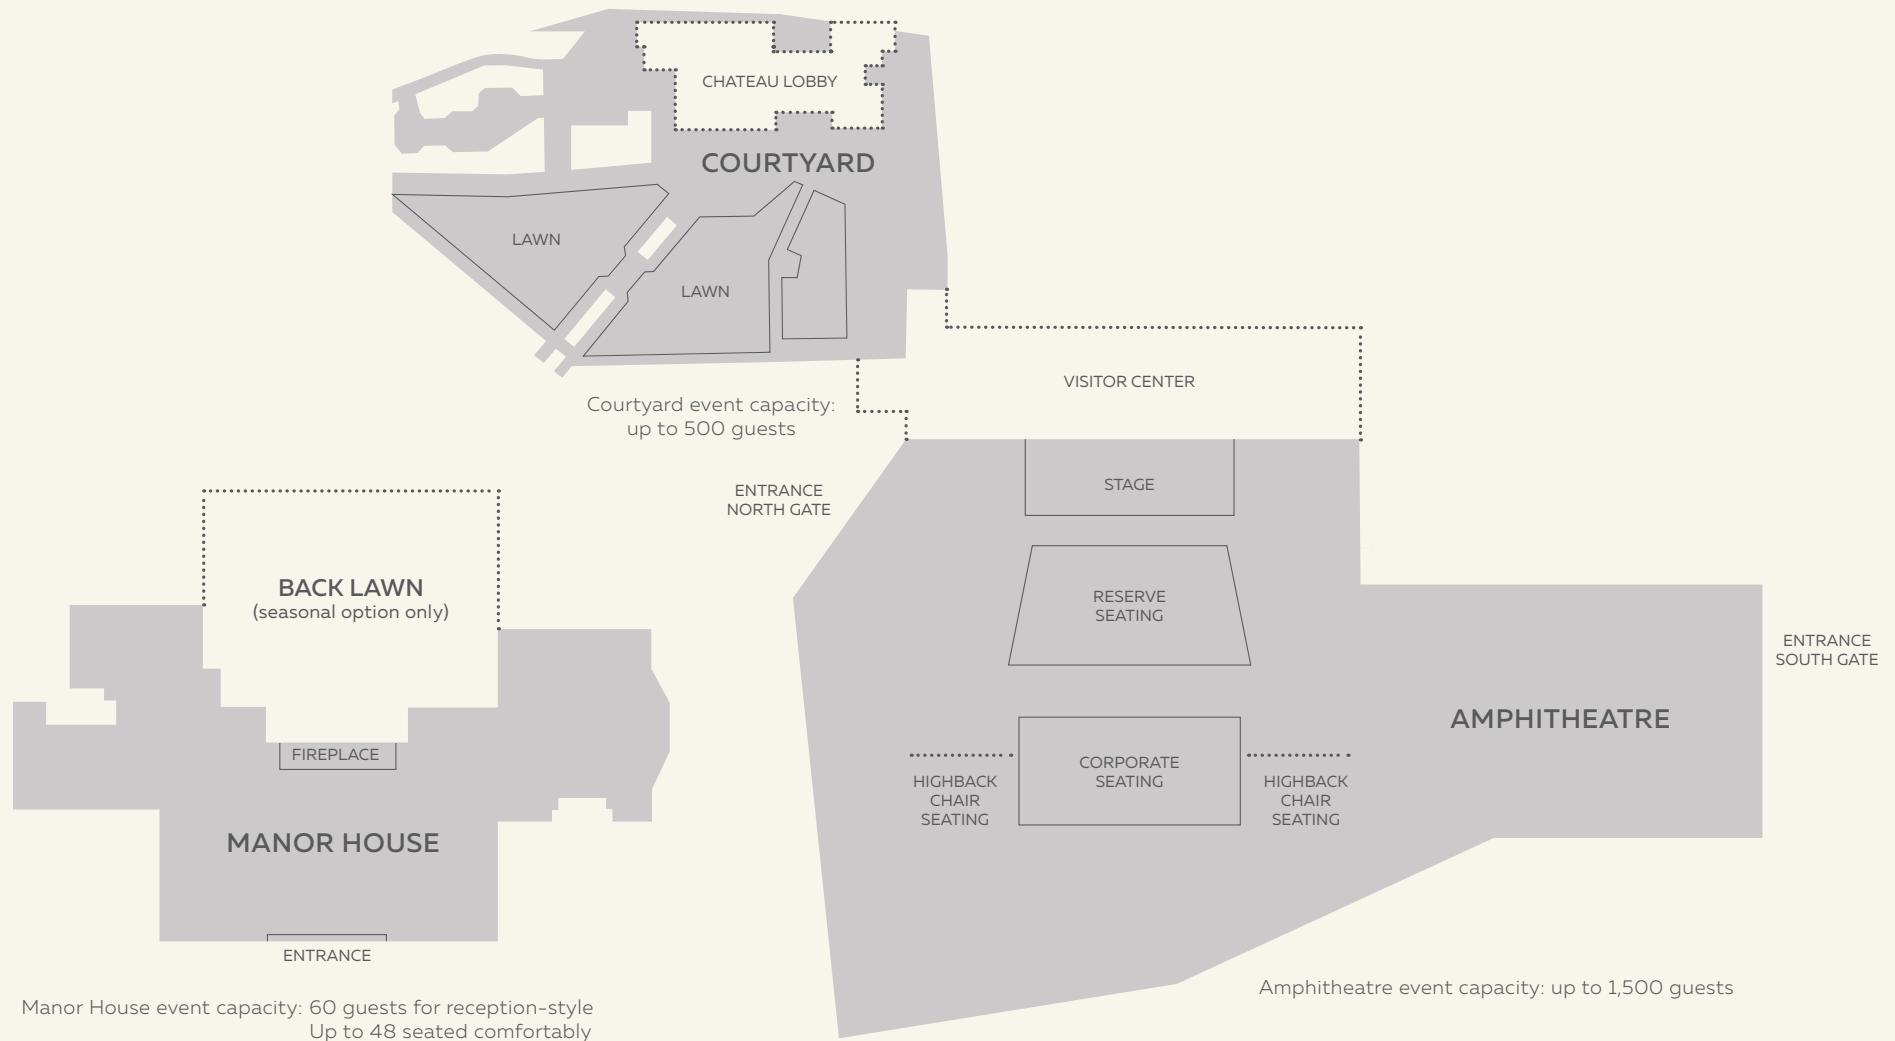 CHATEAU LOBBY
COURTYARD
LAWN
LAWN
Courtyard event capacity:
up to 500 guests
VISITOR CENTER
ENTRANCE
NORTH GATE
STAGE
RESERVE
SEATING
ENTRANCE
SOUTH GATE
AMPHITHEATRE
CORPORATE
SEATING
HIGHBACK
CHAIR
SEATING
HIGHBACK
CHAIR
SEATING
Amphitheatre event capacity: up to 1,500 guests
BACK LAWN
(seasonal option only)
FIREPLACE
MANOR HOUSE
ENTRANCE
Manor House event capacity: 60 guests for reception-style
Up to 48 seated comfortably